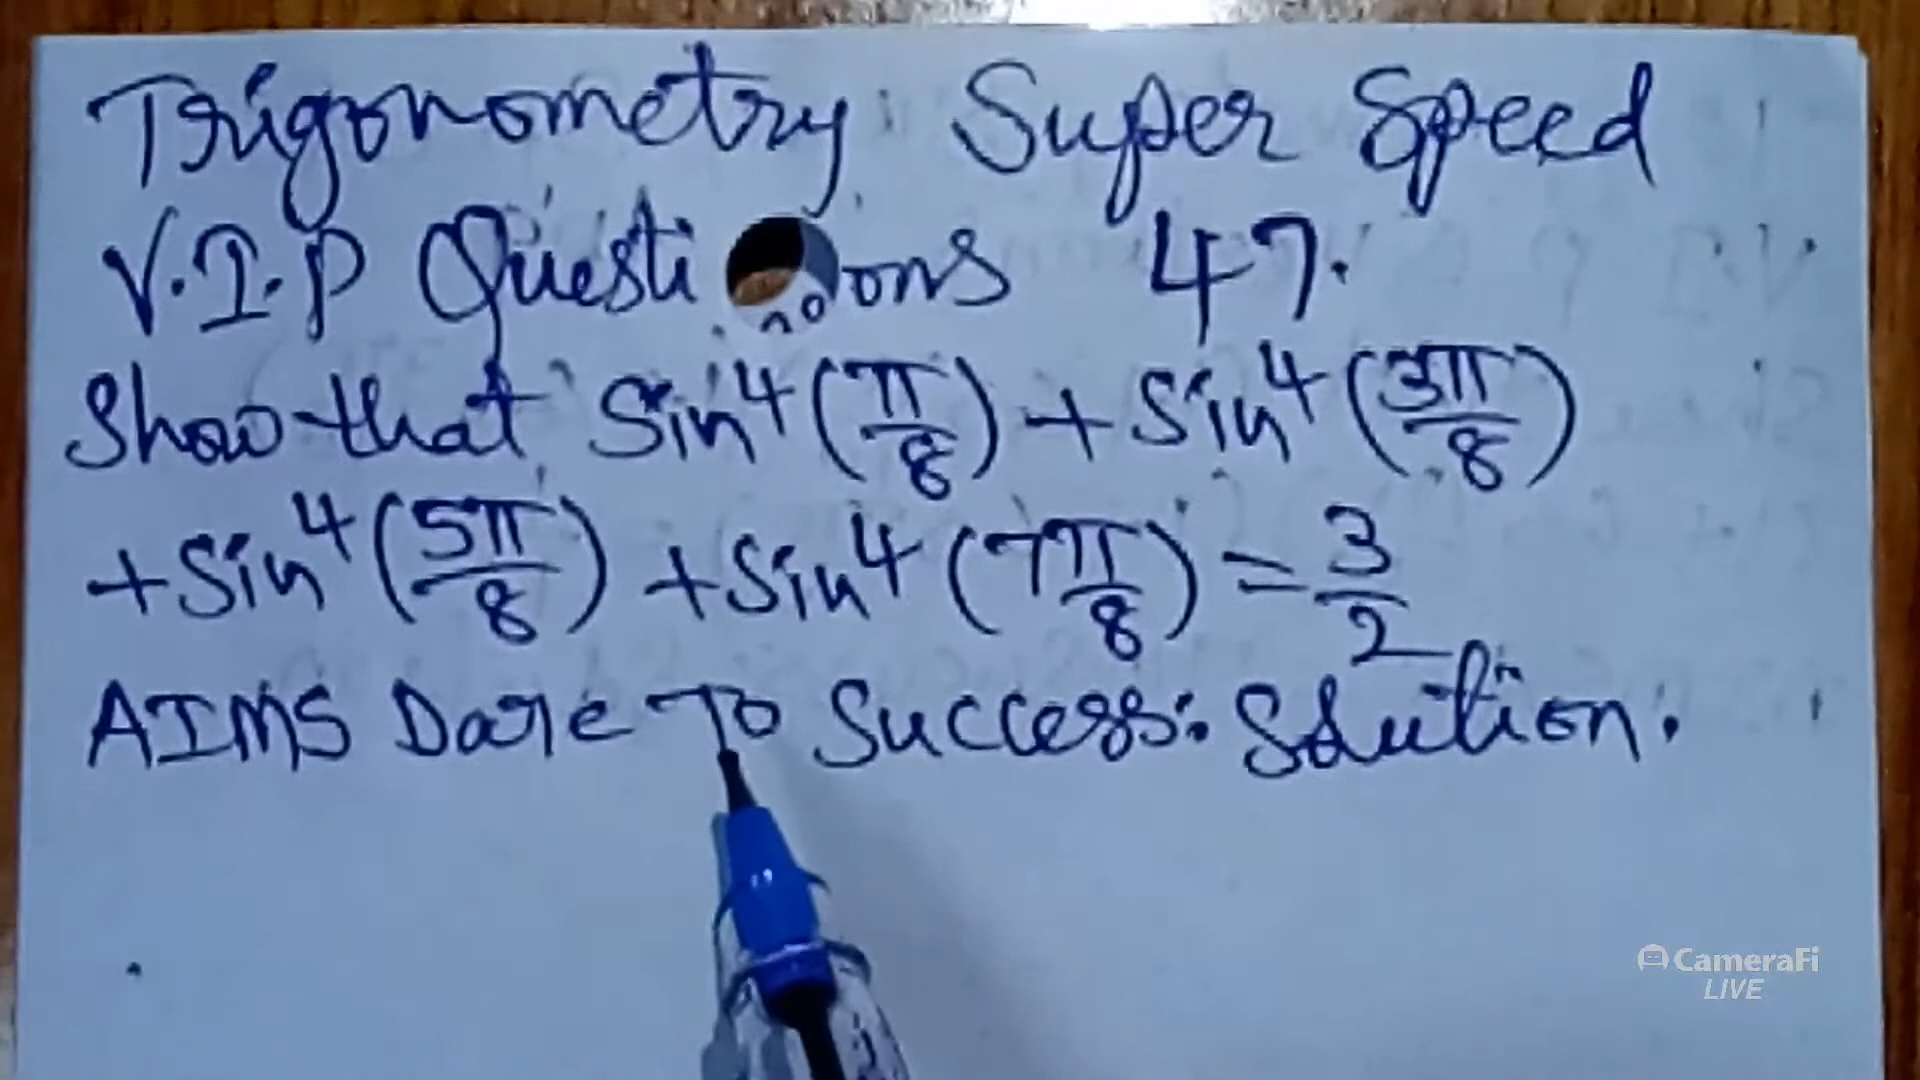 Trigonometry Super Speed
V.I.P Questions 47.
Show that Sin⁴(π/8) + Sin⁴(3π/8)
+ Sin⁴(5π/8) + Sin⁴(7π/8) = 3/2
AIMS Dare To Success: Solution.
CameraFi
LIVE